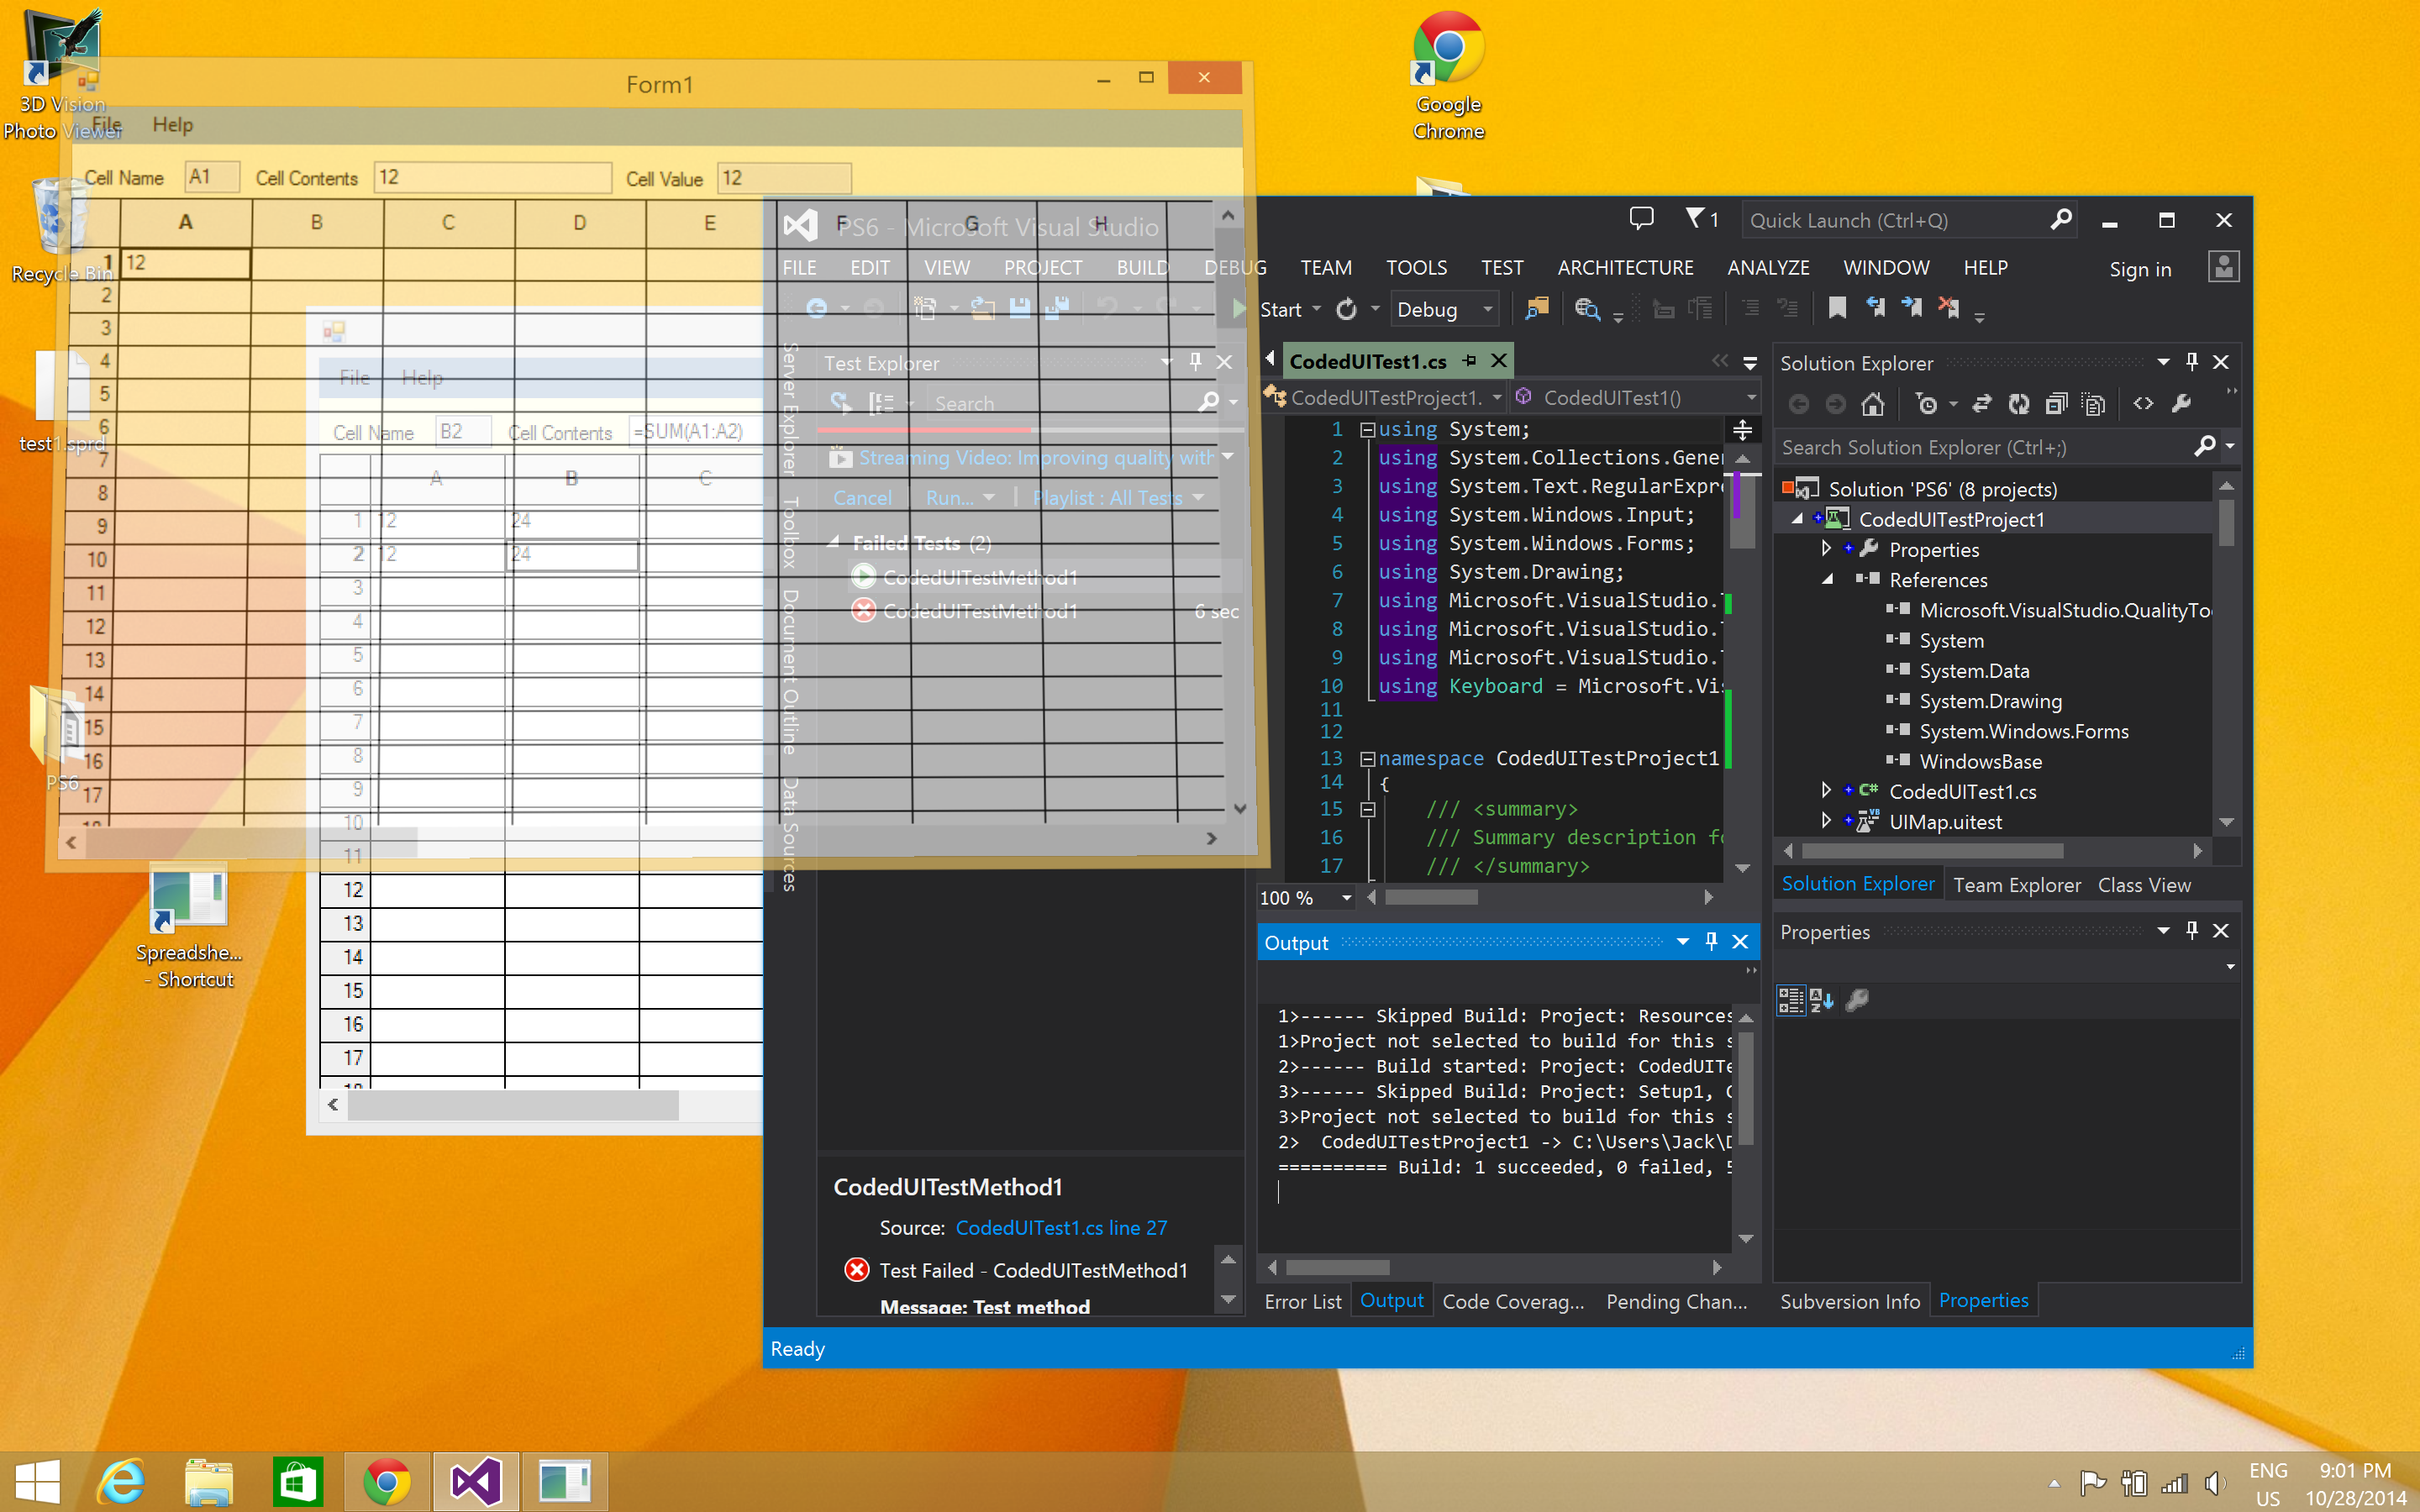 3D Vision
Photo Viewer
Recycle Bin
test1.sprd
PS6
Spreadshe...
- Shortcut
Google
Chrome
Form1
File Help
Cell Name A1 Cell Contents 12 Cell Value 12
A B C D E F G H
1 12
2
3
4
5
6
7
8
9
10
11
12
13
14
15
16
17
File Help
Cell Name B2 Cell Contents =SUM(A1:A2)
A B C
1 12 24
2 12 24
3
4
5
6
7
8
9
10
11
12
13
14
15
16
17
PS6 - Microsoft Visual Studio
1
Quick Launch (Ctrl+Q)
FILE EDIT VIEW PROJECT BUILD DEBUG TEAM TOOLS TEST ARCHITECTURE ANALYZE WINDOW HELP
Sign in
Start
Debug
Server Explorer
Toolbox
Document Outline
Data Sources
Test Explorer
Search
Streaming Video: Improving quality with
Cancel Run... Playlist : All Tests
Failed Tests (2)
CodedUITestMethod1
CodedUITestMethod1 6 sec
CodedUITestMethod1
Source: CodedUITest1.cs line 27
Test Failed - CodedUITestMethod1
Message: Test method
CodedUITest1.cs
CodedUITestProject1. CodedUITest1()
1 using System;
2 using System.Collections.Gener
3 using System.Text.RegularExpre
4 using System.Windows.Input;
5 using System.Windows.Forms;
6 using System.Drawing;
7 using Microsoft.VisualStudio.T
8 using Microsoft.VisualStudio.T
9 using Microsoft.VisualStudio.T
10 using Keyboard = Microsoft.Vis
11
12
13 namespace CodedUITestProject1
14 {
15 /// <summary>
16 /// Summary description fo
17 /// </summary>
100 %
Output
1>------ Skipped Build: Project: Resources
1>Project not selected to build for this s
2>------ Build started: Project: CodedUITe
3>------ Skipped Build: Project: Setup1, C
3>Project not selected to build for this s
2> CodedUITestProject1 -> C:\Users\Jack\D
========== Build: 1 succeeded, 0 failed, 5
Error List Output Code Coverag... Pending Chan...
Solution Explorer
Search Solution Explorer (Ctrl+;)
Solution 'PS6' (8 projects)
CodedUITestProject1
Properties
References
Microsoft.VisualStudio.QualityToo
System
System.Data
System.Drawing
System.Windows.Forms
WindowsBase
CodedUITest1.cs
UIMap.uitest
Solution Explorer Team Explorer Class View
Properties
Subversion Info Properties
Ready
ENG
US
9:01 PM
10/28/2014